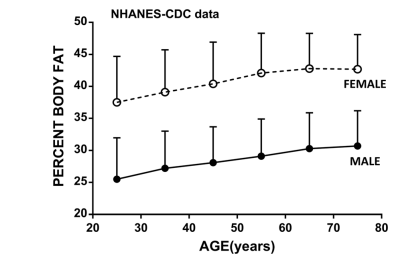 NHANES-CDC data
PERCENT BODY FAT
50
45
40
35
30
25
20
FEMALE
MALE
20 30 40 50 60 70 80
AGE(years)